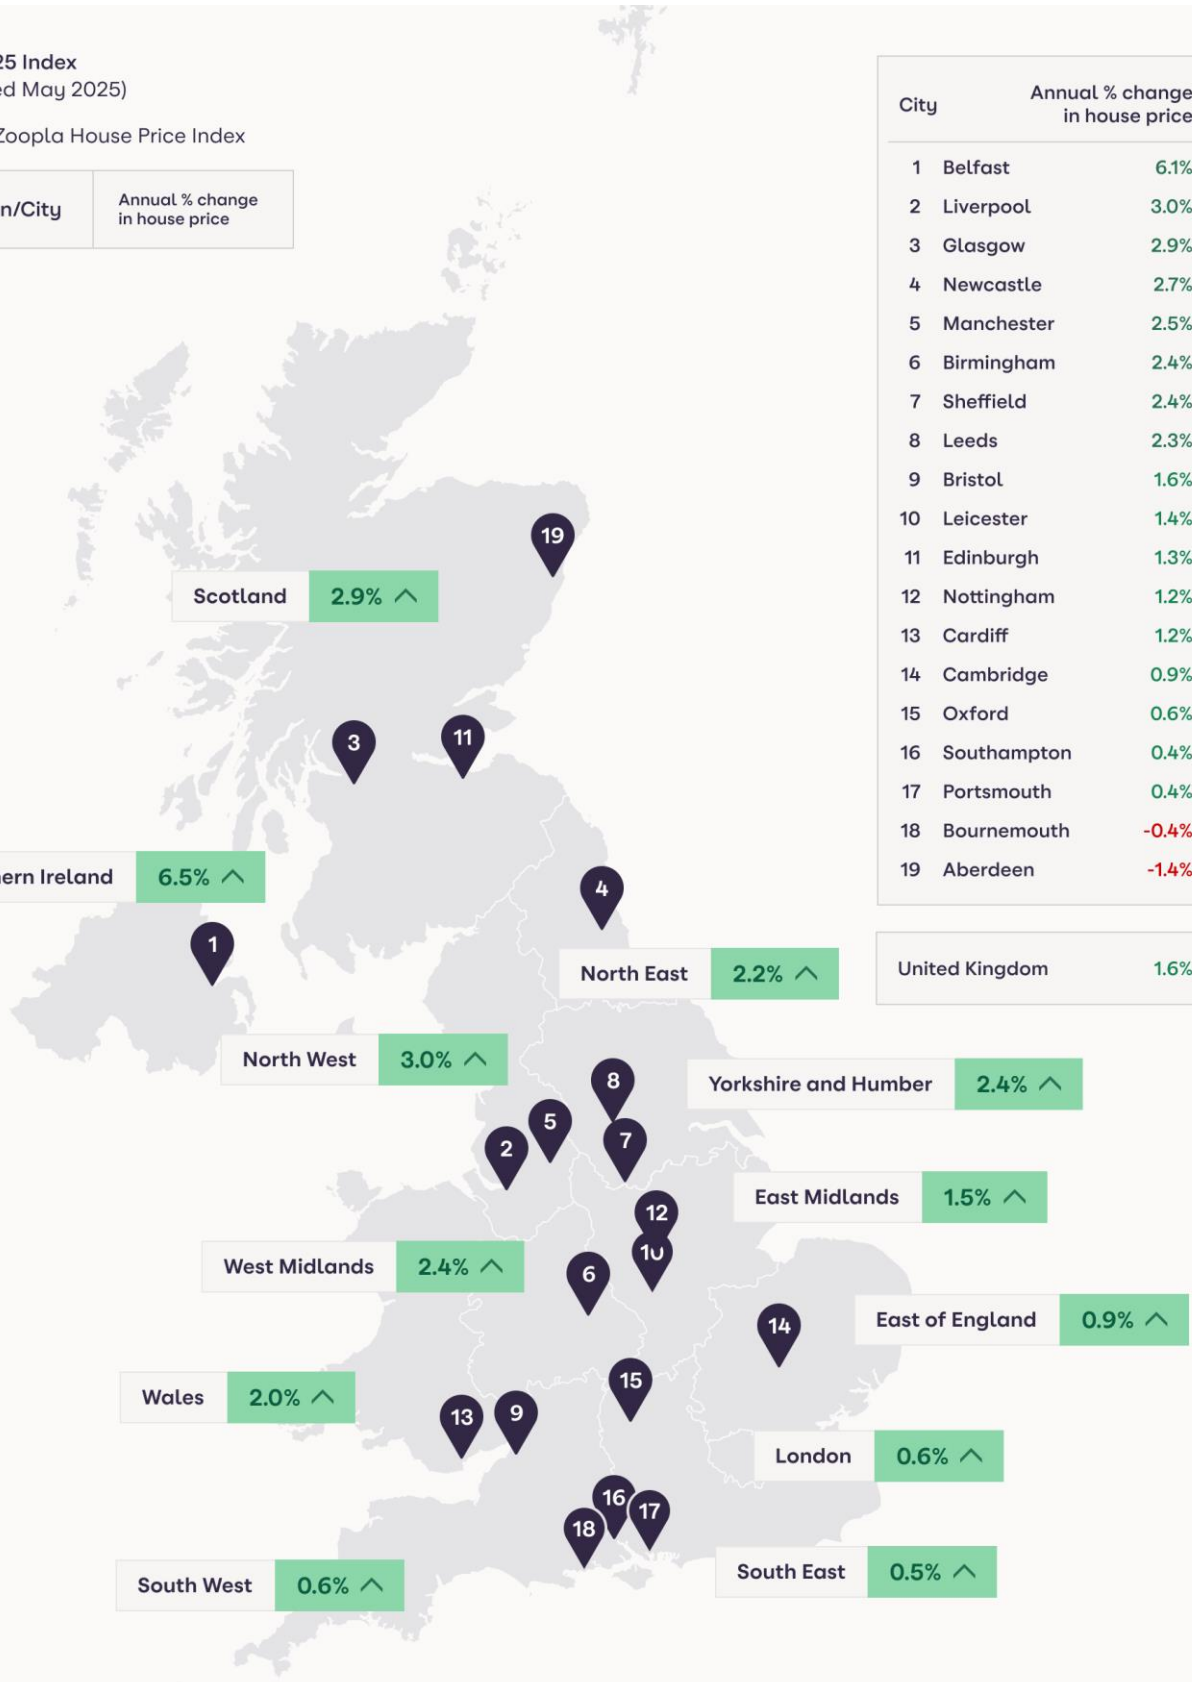 25 Index
ed May 2025)
Zoopla House Price Index
n/City
Annual % change
in house price
City
Annual % change
in house price
1 Belfast 6.1%
2 Liverpool 3.0%
3 Glasgow 2.9%
4 Newcastle 2.7%
5 Manchester 2.5%
6 Birmingham 2.4%
7 Sheffield 2.4%
8 Leeds 2.3%
9 Bristol 1.6%
10 Leicester 1.4%
11 Edinburgh 1.3%
12 Nottingham 1.2%
13 Cardiff 1.2%
14 Cambridge 0.9%
15 Oxford 0.6%
16 Southampton 0.4%
17 Portsmouth 0.4%
18 Bournemouth -0.4%
19 Aberdeen -1.4%
United Kingdom 1.6%
19
Scotland 2.9%
3
11
ern Ireland 6.5%
4
1
North East 2.2%
North West 3.0%
8
Yorkshire and Humber 2.4%
5
7
2
East Midlands 1.5%
12
10
West Midlands 2.4%
6
East of England 0.9%
14
15
Wales 2.0%
13
9
London 0.6%
16
17
18
South East 0.5%
South West 0.6%